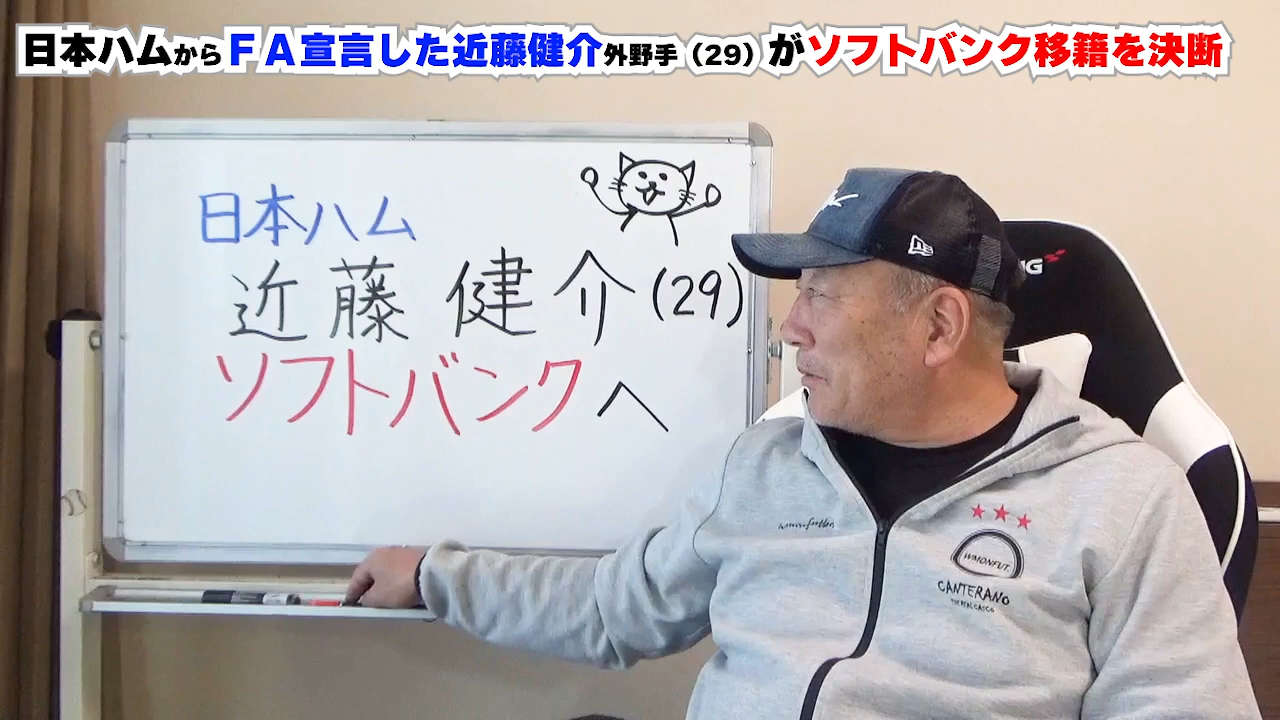 日本ハムからＦＡ宣言した近藤健介外野手（29）がソフトバンク移籍を決断
日本ハム
近藤健介(29)
ソフトバンクへ
WMONFUT.
CANTERANO